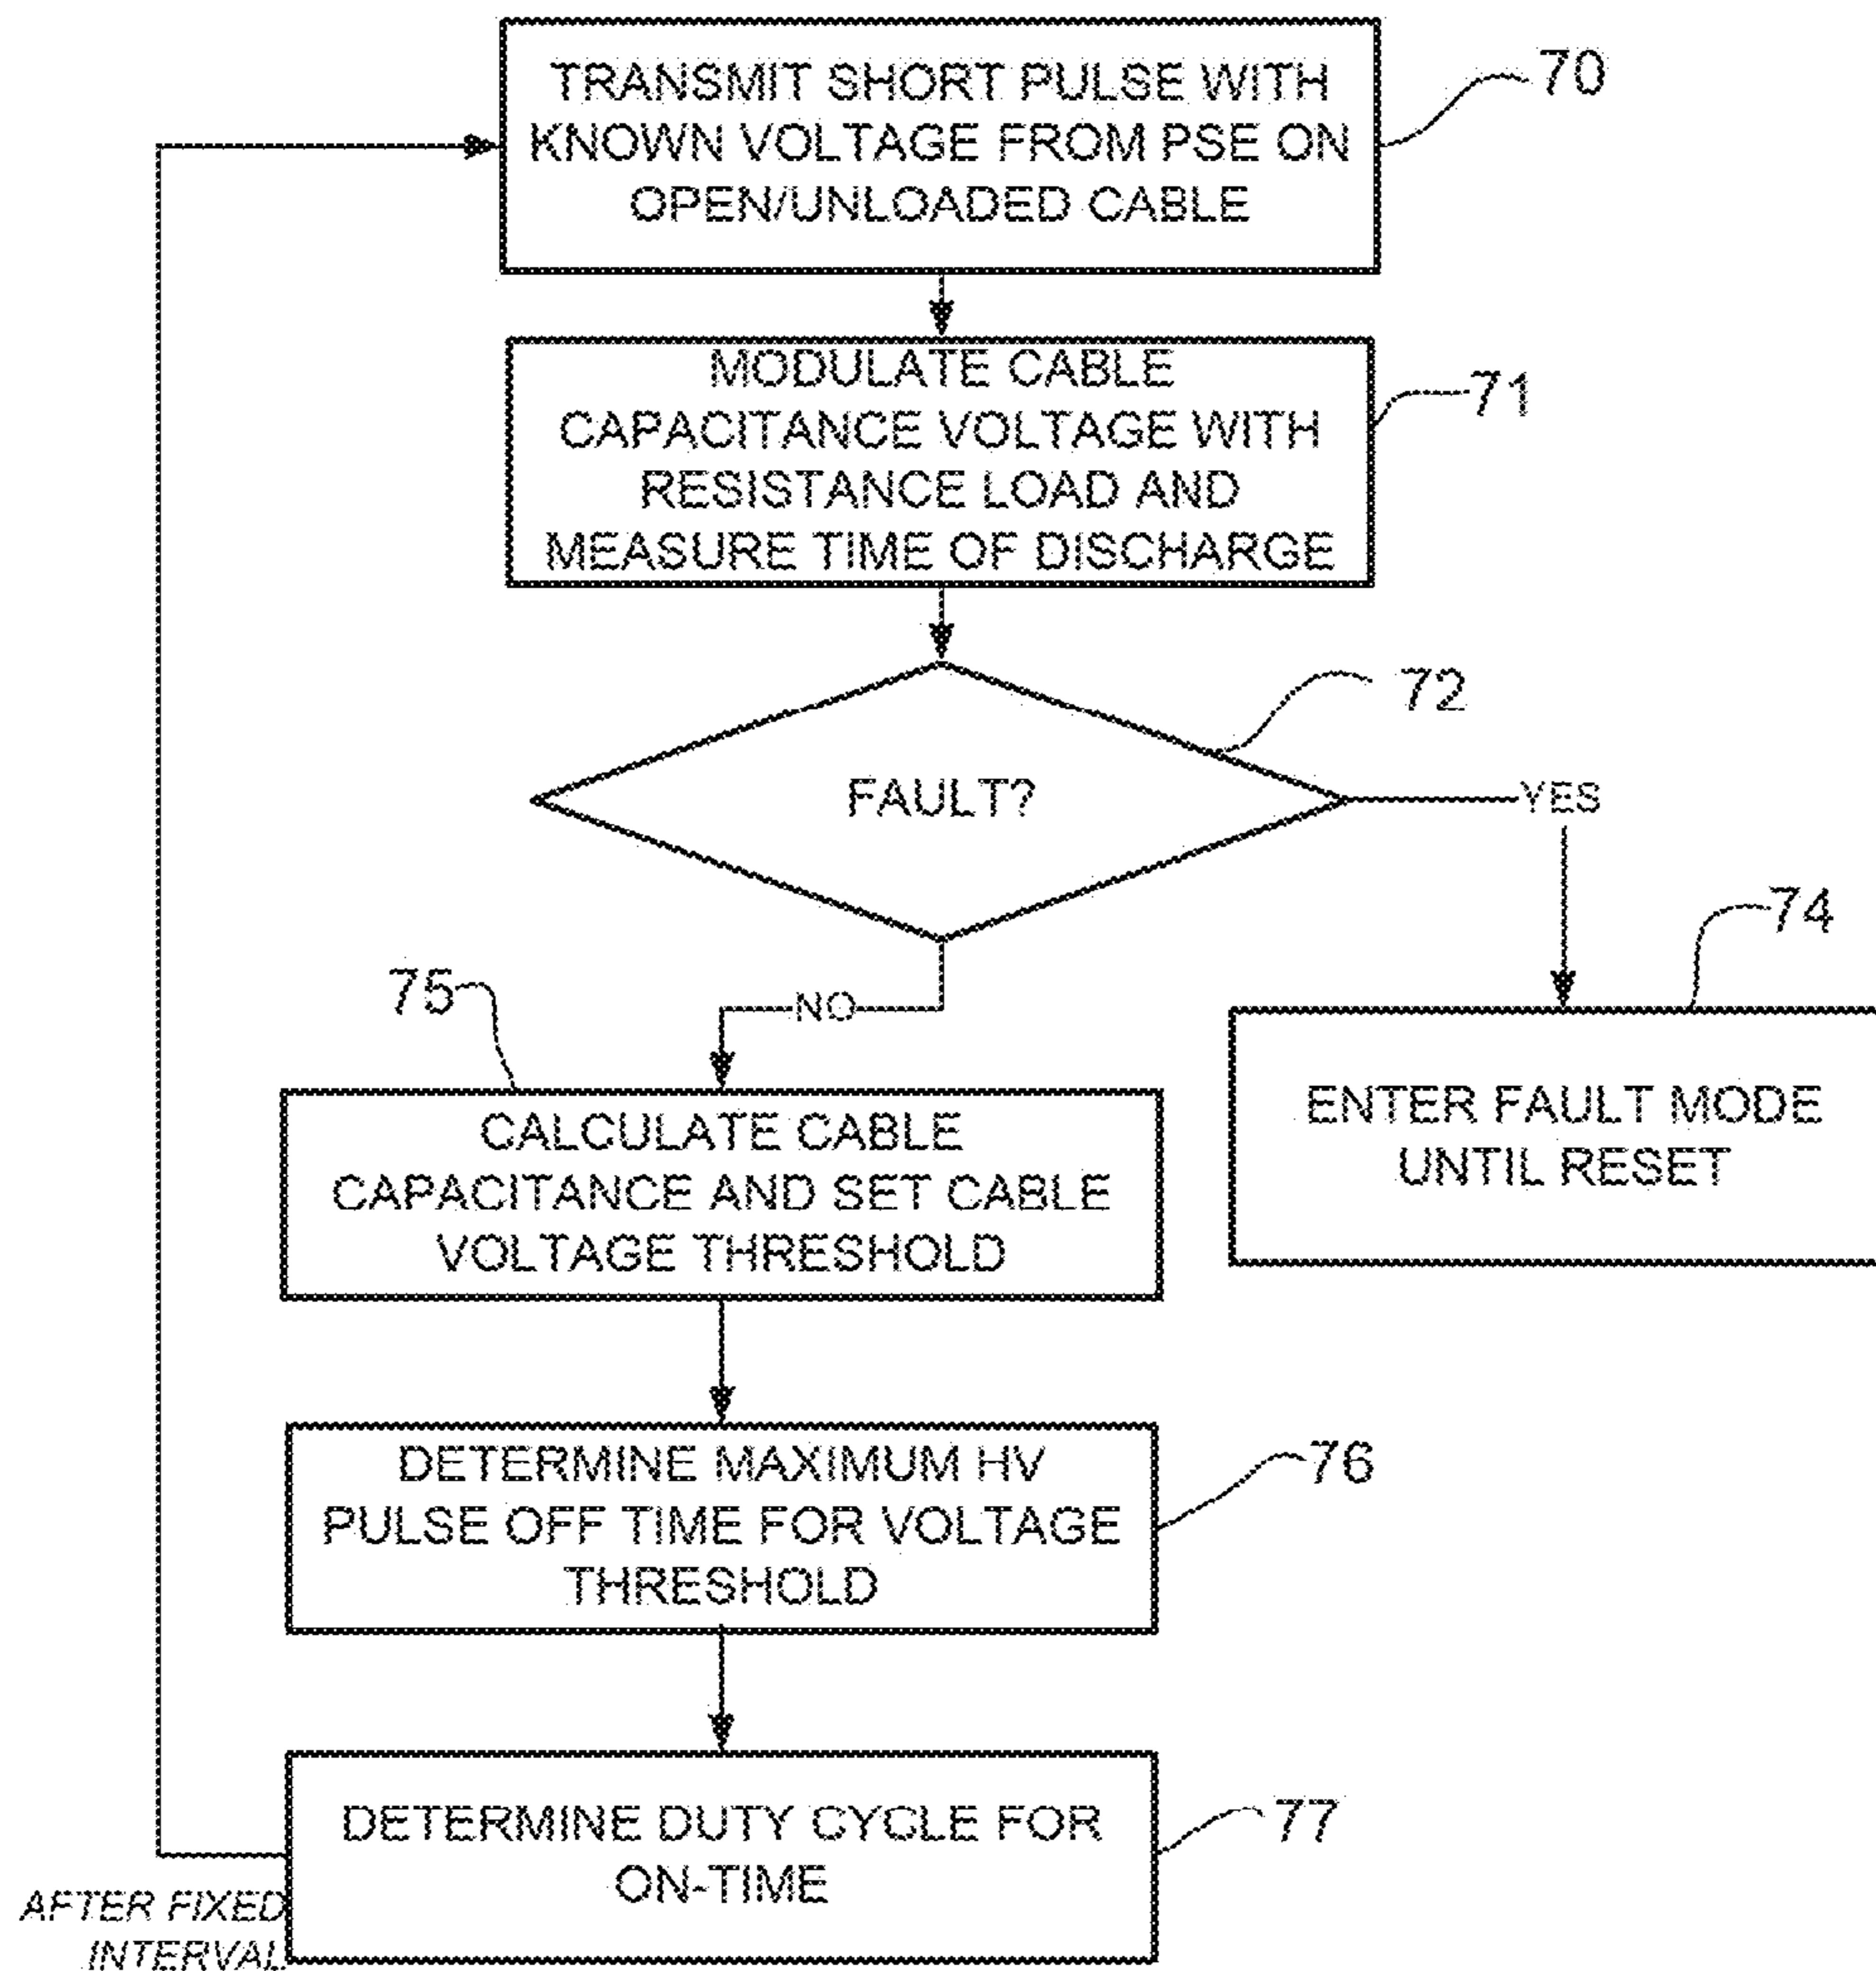 TRANSMIT SHORT PULSE WITH
KNOWN VOLTAGE FROM PSE ON
OPEN/UNLOADED CABLE
70
MODULATE CABLE
CAPACITANCE VOLTAGE WITH
RESISTANCE LOAD AND
MEASURE TIME OF DISCHARGE
71
FAULT?
72
YES
NO
74
ENTER FAULT MODE
UNTIL RESET
75
CALCULATE CABLE
CAPACITANCE AND SET CABLE
VOLTAGE THRESHOLD
DETERMINE MAXIMUM HV
PULSE OFF TIME FOR VOLTAGE
THRESHOLD
76
DETERMINE DUTY CYCLE FOR
ON-TIME
77
AFTER FIXED
INTERVAL